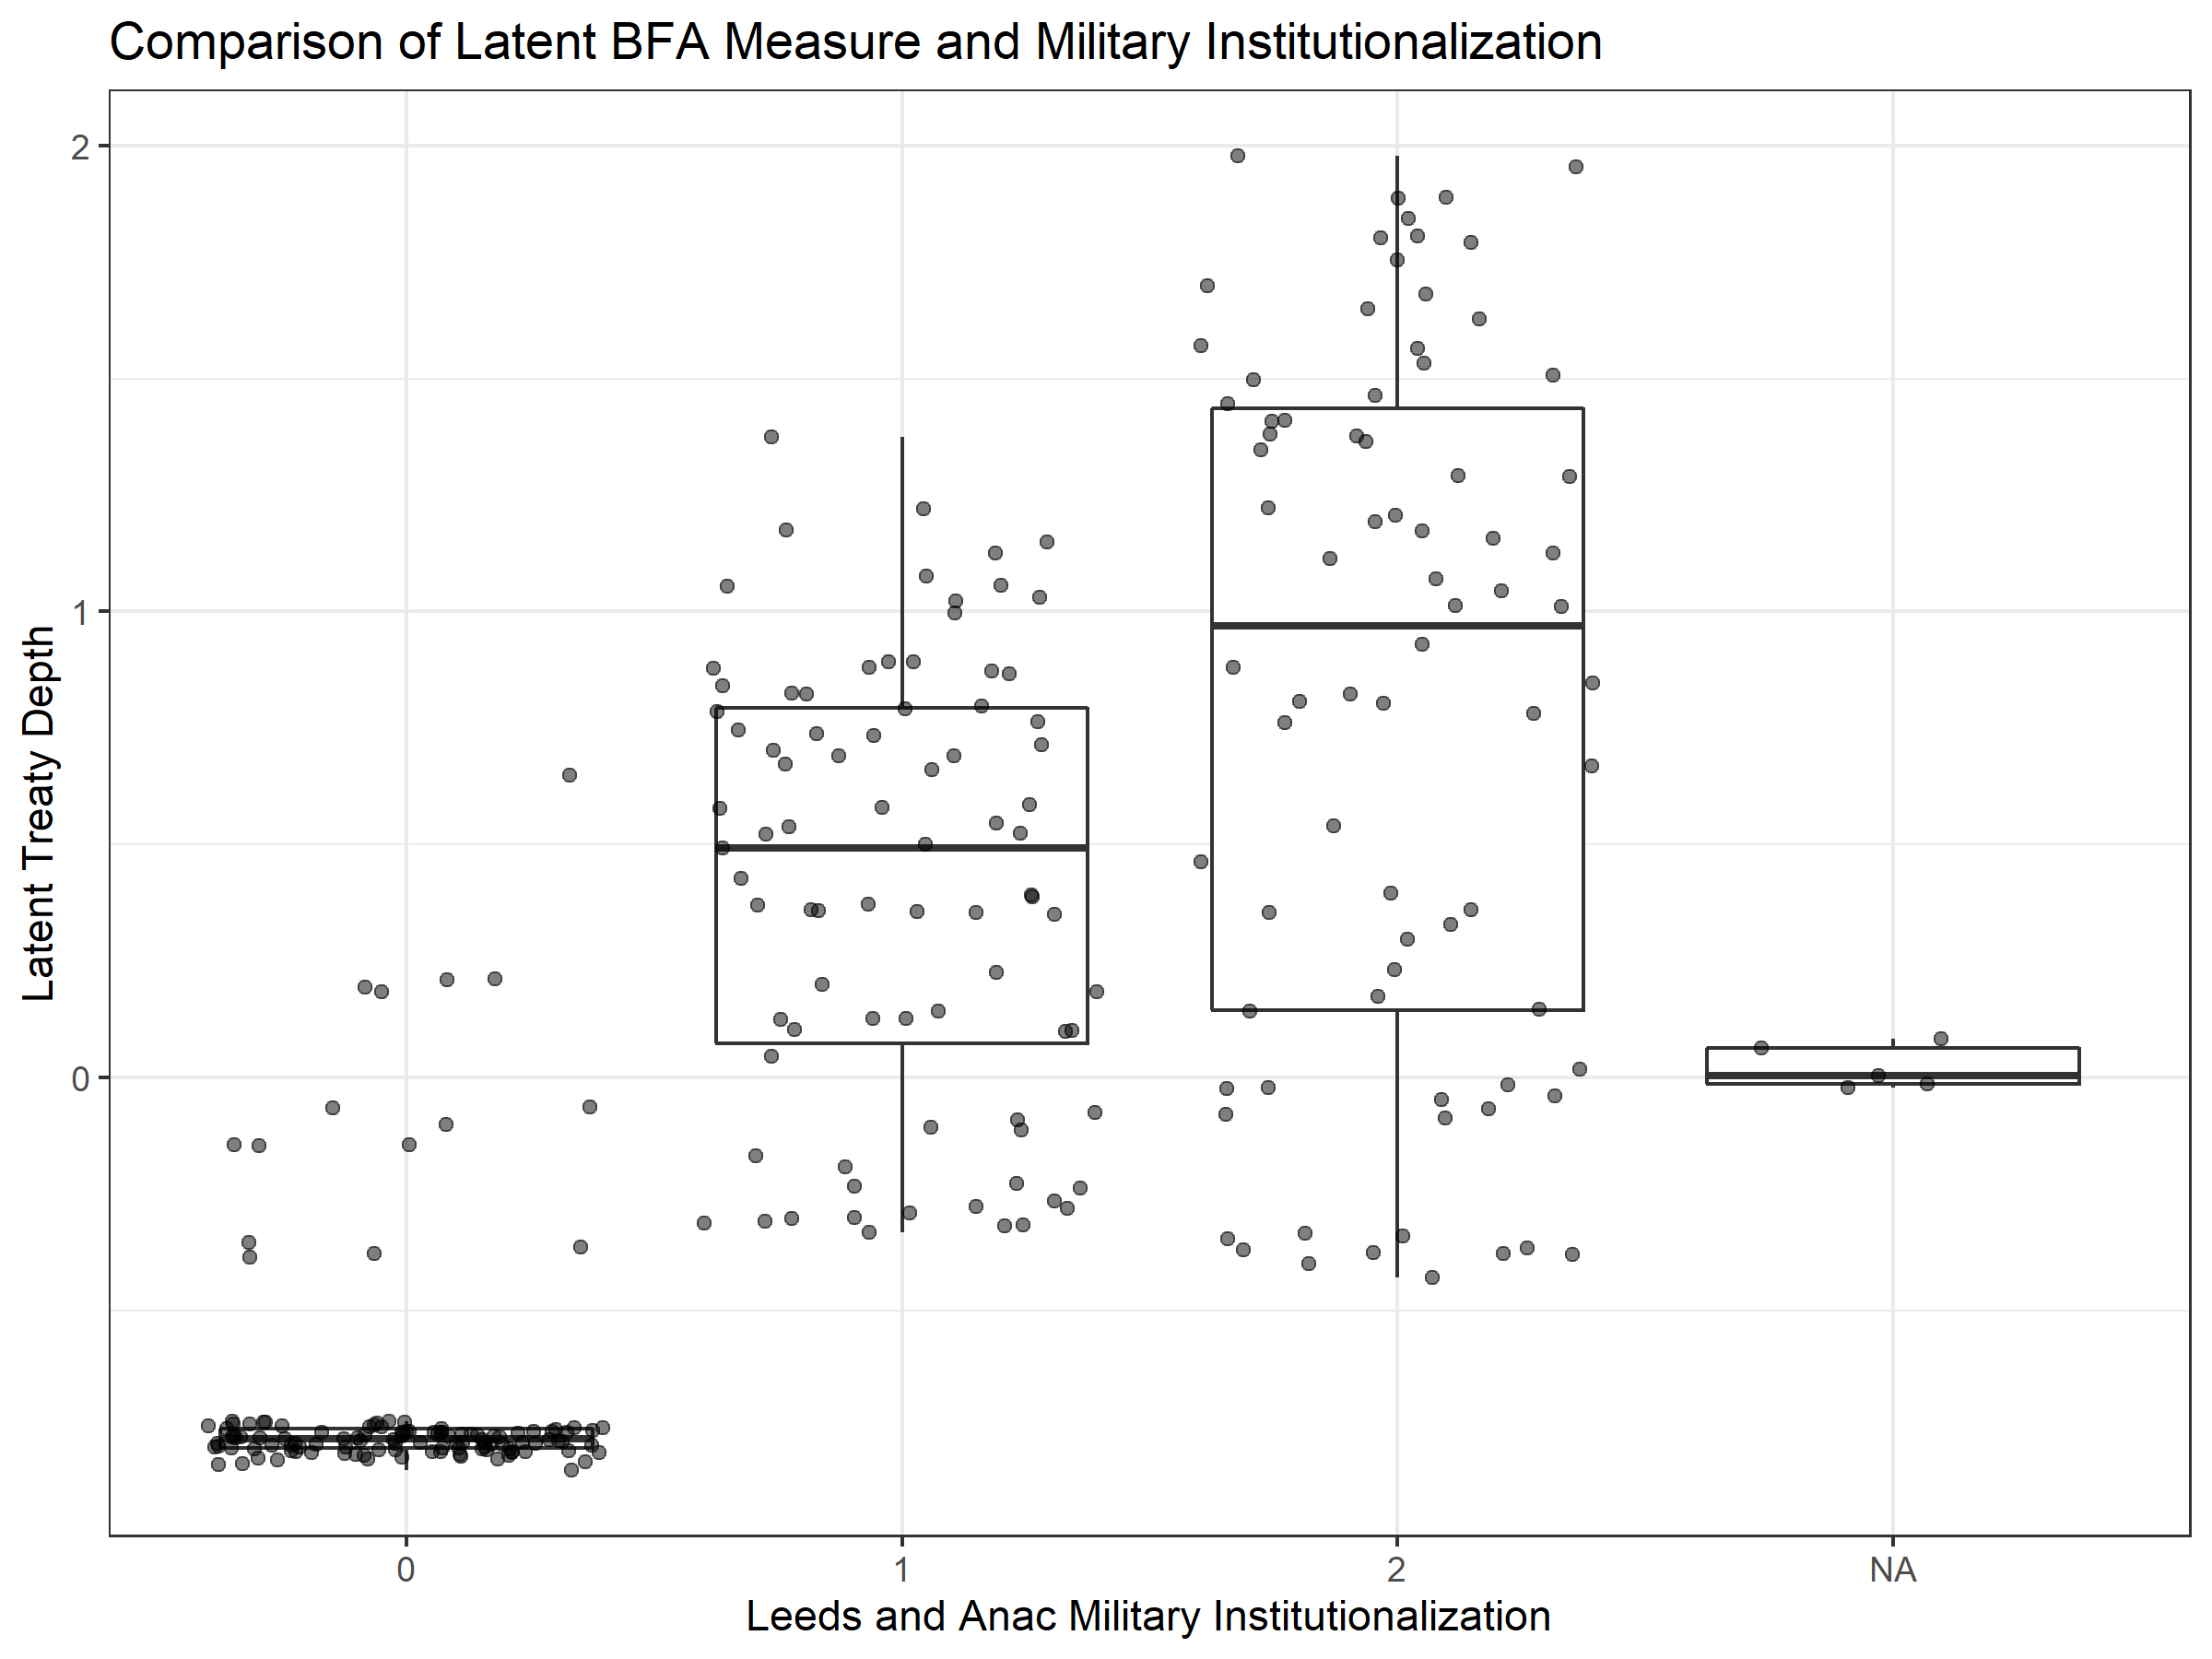 Comparison of Latent BFA Measure and Military Institutionalization
2
1
0
Latent Treaty Depth
0 1 2 NA
Leeds and Anac Military Institutionalization